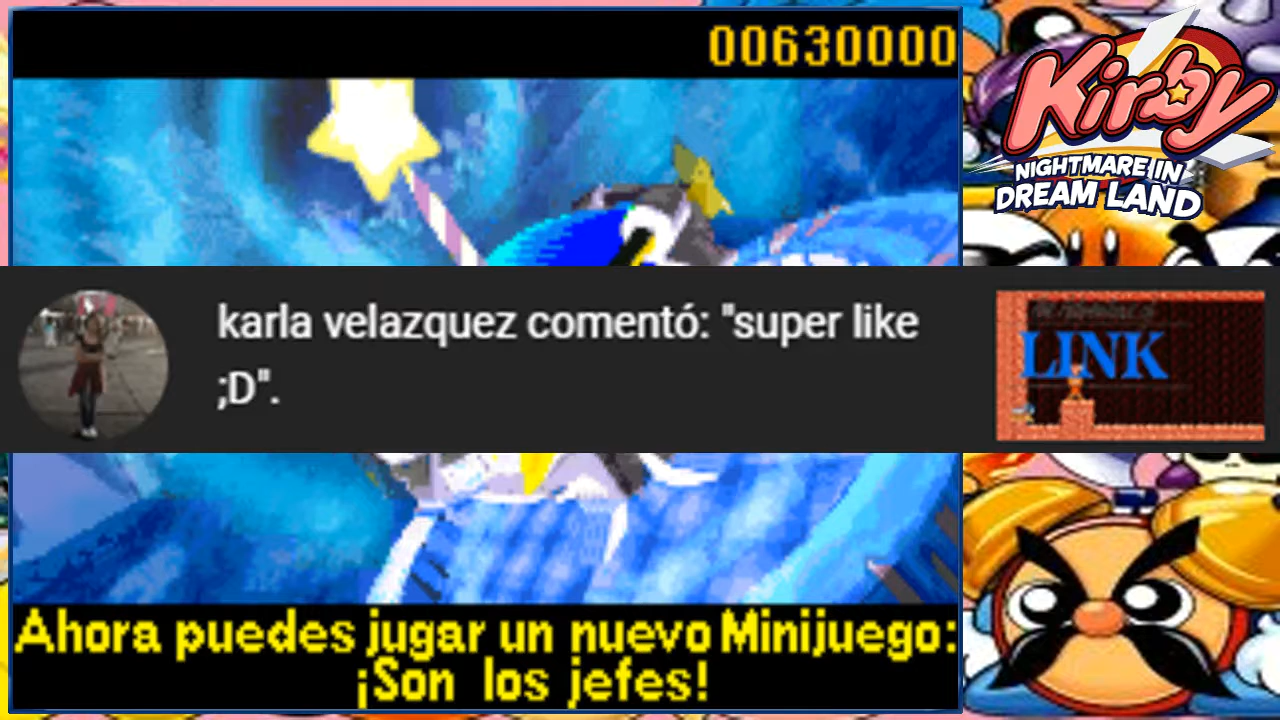 00630000
Kirby
NIGHTMARE IN
DREAM LAND
karla velazquez comentó: "super like
;D".
LINK
Ahora puedes jugar un nuevo Minijuego:
¡Son los jefes!